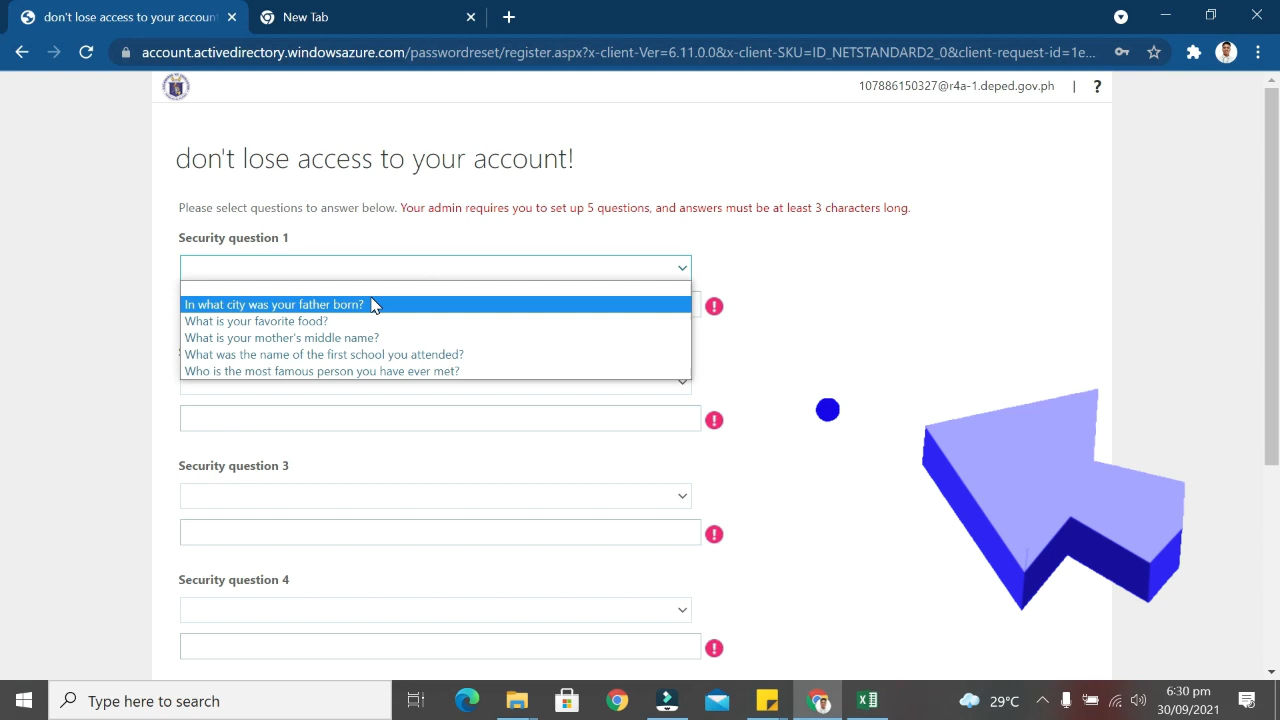 don't lose access to your account
New Tab
account.activedirectory.windowsazure.com/passwordreset/register.aspx?x-client-Ver=6.11.0.0&x-client-SKU=ID_NETSTANDARD2_0&client-request-id=1e...
107886150327@r4a-1.deped.gov.ph | ?
don't lose access to your account!
Please select questions to answer below. Your admin requires you to set up 5 questions, and answers must be at least 3 characters long.
Security question 1
In what city was your father born?
What is your favorite food?
What is your mother's middle name?
What was the name of the first school you attended?
Who is the most famous person you have ever met?
Security question 3
Security question 4
Type here to search
29°C
6:30 pm
30/09/2021